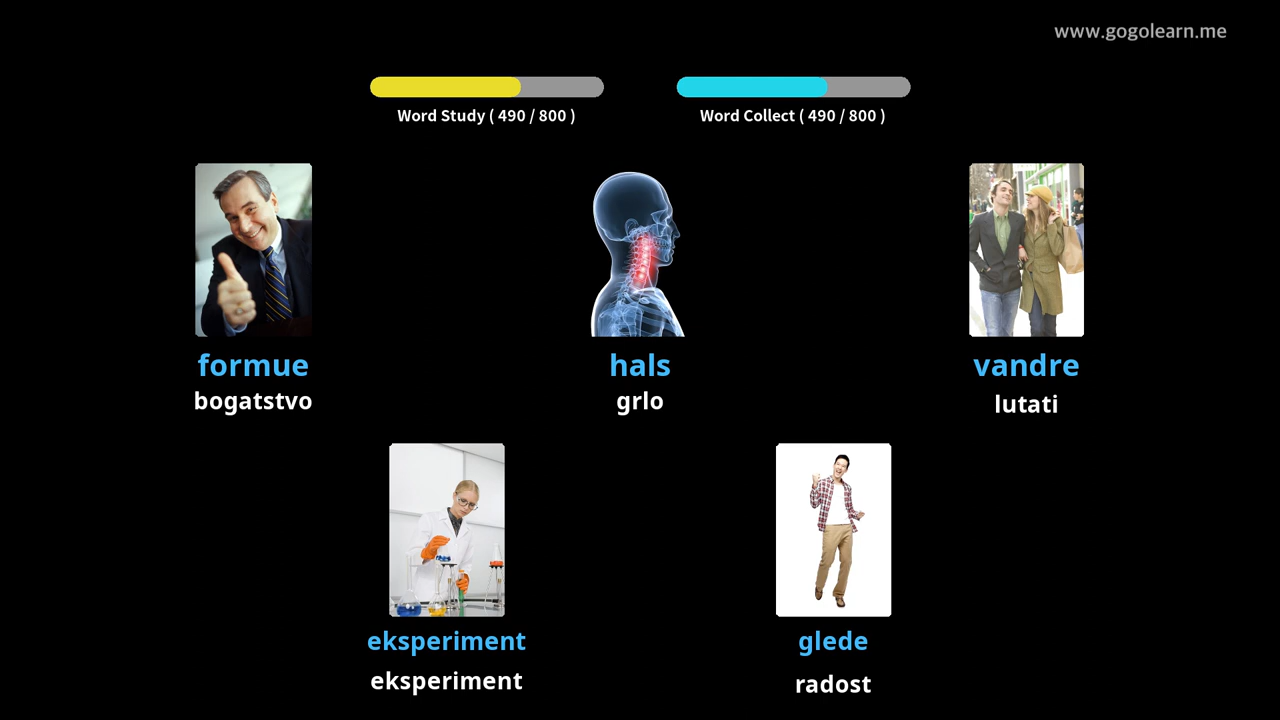 www.gogolearn.me
Word Study ( 490 / 800 )
Word Collect ( 490 / 800 )
formue
bogatstvo
hals
grlo
vandre
lutati
eksperiment
eksperiment
glede
radost